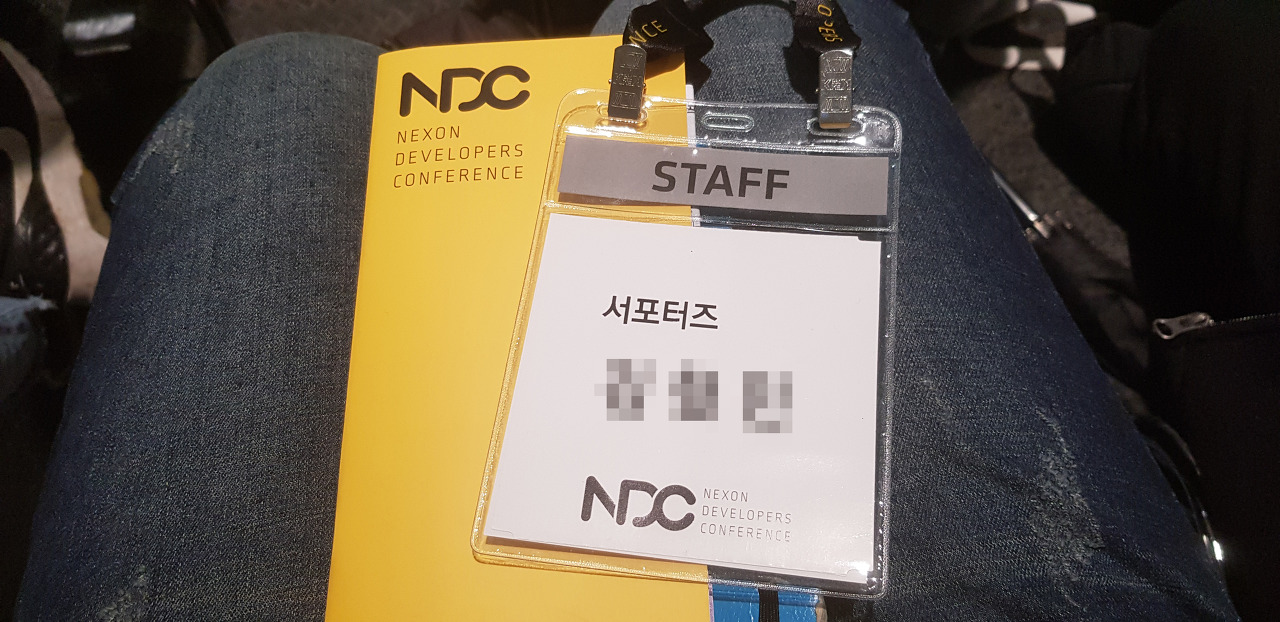 NDC
NEXON
DEVELOPERS
CONFERENCE
STAFF
서포터즈
NDC
NEXON
DEVELOPERS
CONFERENCE